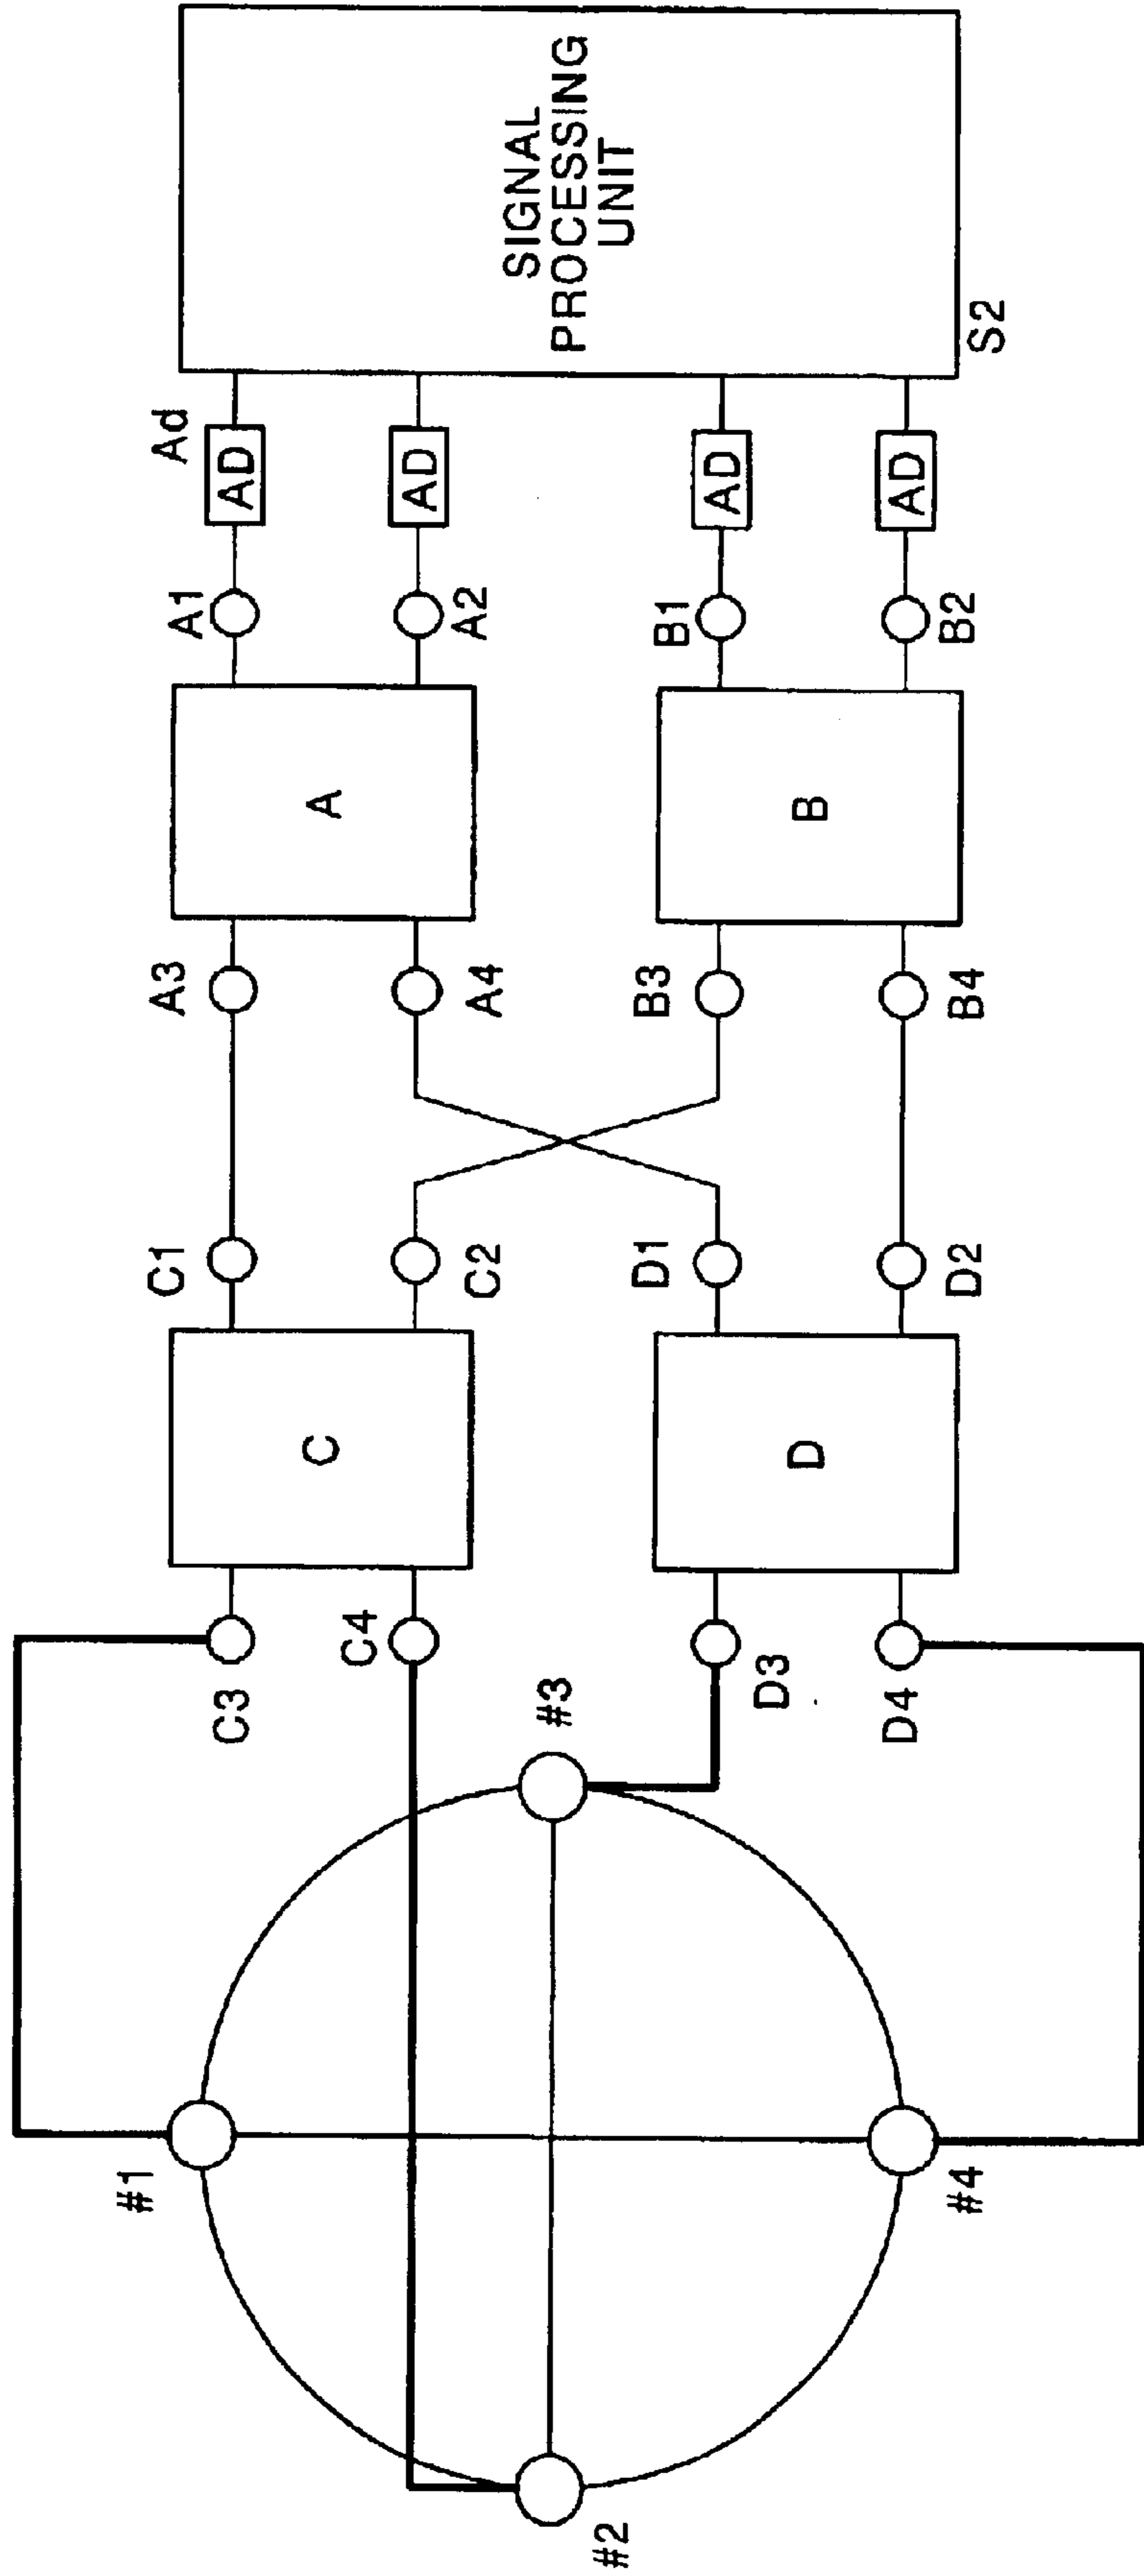 SIGNAL
PROCESSING
UNIT
S2
Ad
AD
AD
AD
AD
A1
A2
B1
B2
A
B
A3
A4
B3
B4
C1
C2
D1
D2
C
D
C3
C4
D3
D4
#3
#1
#4
#2